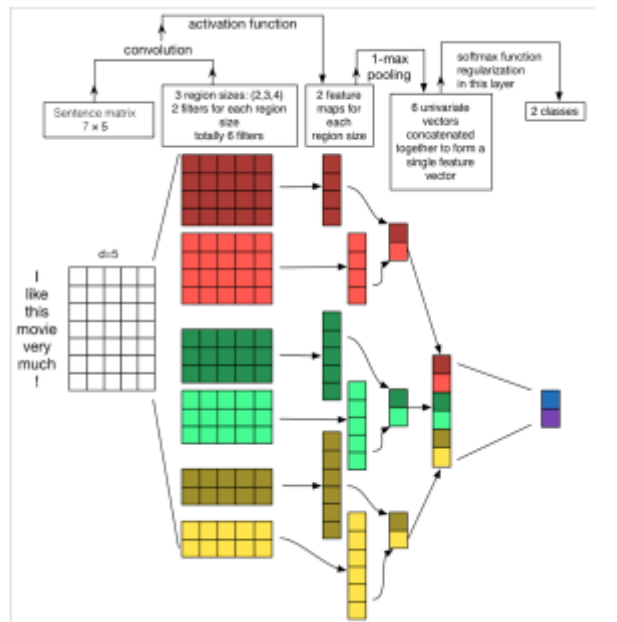 activation function
convolution
1-max
pooling
softmax function
regularization
in this layer
Sentence matrix
7 × 5
3 region sizes: (2,3,4)
2 filters for each region
size
totally 6 filters
2 feature
maps for
each
region size
6 univariate
vectors
concatenated
together to form a
single feature
vector
2 classes
d=5
I
like
this
movie
very
much
!